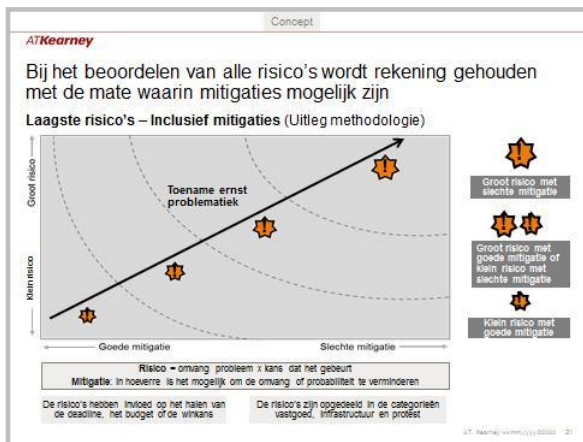 Concept
ATKearney
Bij het beoordelen van alle risico's wordt rekening gehouden
met de mate waarin mitigaties mogelijk zijn
Laagste risico's – Inclusief mitigaties (Uitleg methodologie)
Groot risico
Klein risico
Toename ernst
problematiek
Goede mitigatie
Slechte mitigatie
!
Groot risico met
slechte mitigatie
! !
Groot risico met
goede mitigatie of
klein risico met
slechte mitigatie
!
Klein risico met
goede mitigatie
Risico = omvang probleem x kans dat het gebeurt
Mitigatie: In hoeverre is het mogelijk om de omvang of probabiliteit te verminderen
De risico's hebben invloed op het halen van
de deadline, het budget of de winkans
De risico's zijn opgedeeld in de categorieën
vastgoed, infrastructuur en protest
A.T. Kearney 21